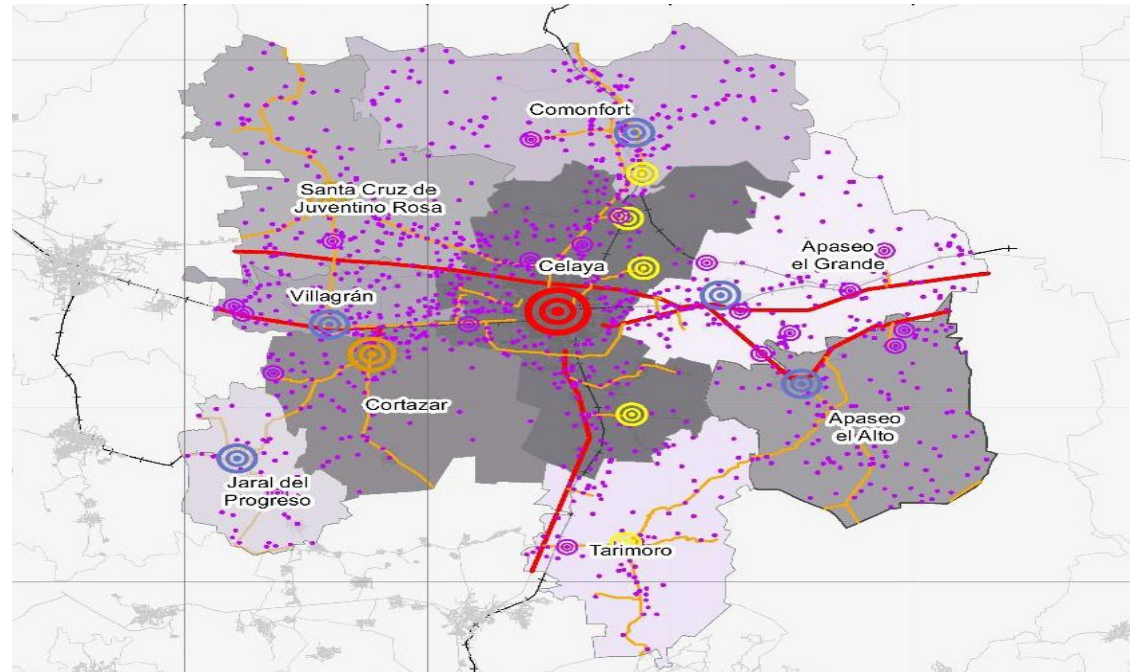 Comonfort
Santa Cruz de
Juventino Rosa
Apaseo
el Grande
Celaya
Villagrán
Cortazar
Apaseo
el Alto
Jaral del
Progreso
Tarimoro